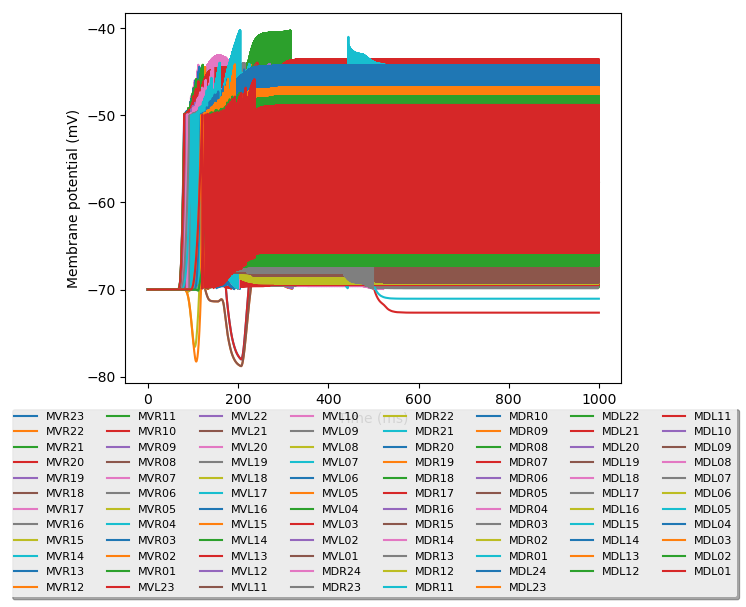 −40
−50
−60
−70
−80
Membrane potential (mV)
0 200 400 600 800 1000
Time (ms)
MVR23 MVR11 MVL22 MVL10 MDR22 MDR10 MDL22 MDL11
MVR22 MVR10 MVL21 MVL09 MDR21 MDR09 MDL21 MDL10
MVR21 MVR09 MVL20 MVL08 MDR20 MDR08 MDL20 MDL09
MVR20 MVR08 MVL19 MVL07 MDR19 MDR07 MDL19 MDL08
MVR19 MVR07 MVL18 MVL06 MDR18 MDR06 MDL18 MDL07
MVR18 MVR06 MVL17 MVL05 MDR17 MDR05 MDL17 MDL06
MVR17 MVR05 MVL16 MVL04 MDR16 MDR04 MDL16 MDL05
MVR16 MVR04 MVL15 MVL03 MDR15 MDR03 MDL15 MDL04
MVR15 MVR03 MVL14 MVL02 MDR14 MDR02 MDL14 MDL03
MVR14 MVR02 MVL13 MVL01 MDR13 MDR01 MDL13 MDL02
MVR13 MVR01 MVL12 MDR24 MDR12 MDL24 MDL12 MDL01
MVR12 MVL23 MVL11 MDR23 MDR11 MDL23